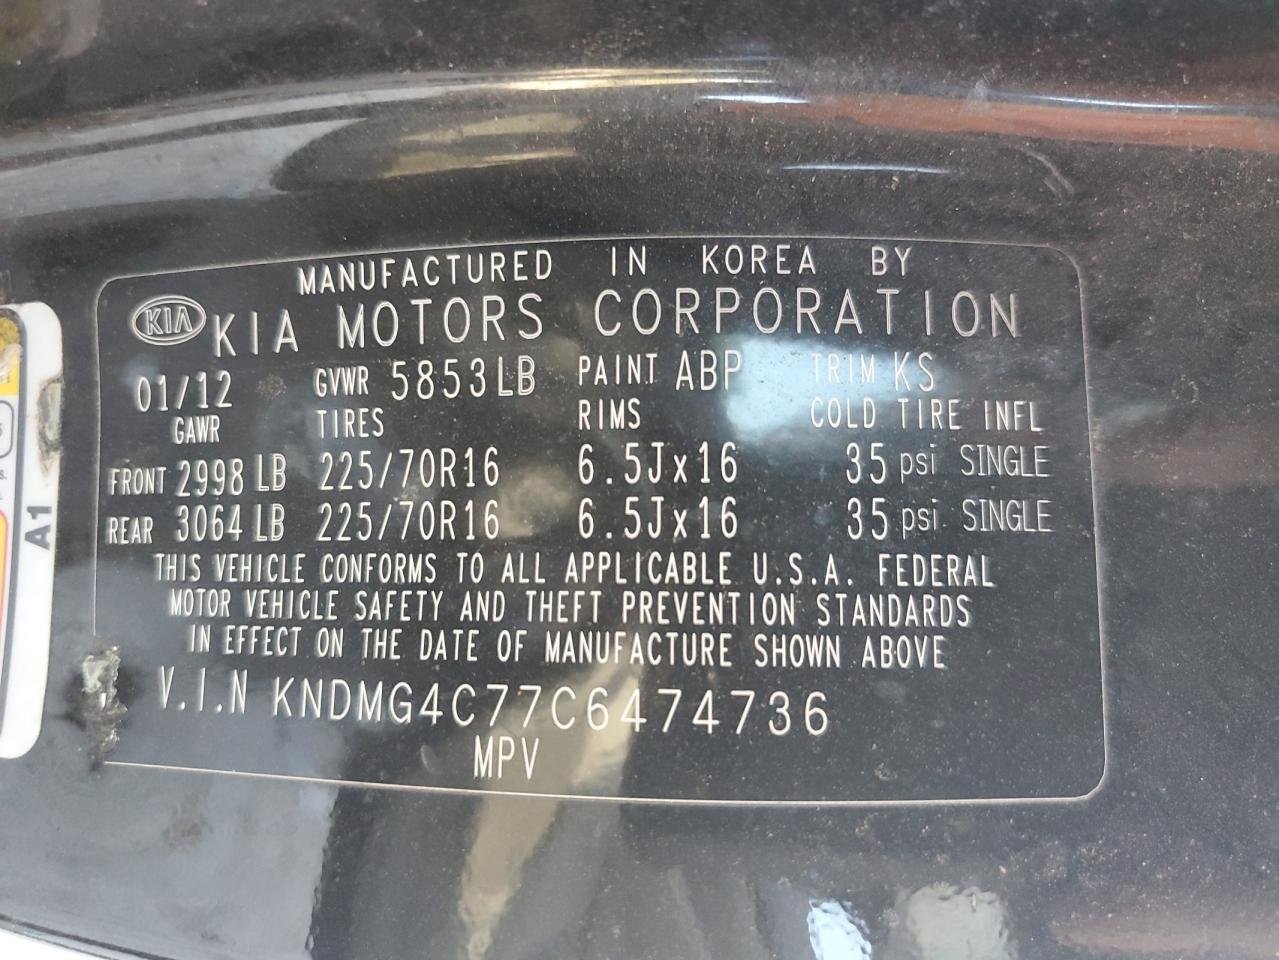 MANUFACTURED IN KOREA BY
KIA KIA MOTORS CORPORATION
01/12 GVWR 5853LB PAINT ABP TRIM KS
GAWR TIRES RIMS COLD TIRE INFL
FRONT 2998 LB 225/70R16 6.5Jx16 35 psi SINGLE
REAR 3064 LB 225/70R16 6.5Jx16 35 psi SINGLE
THIS VEHICLE CONFORMS TO ALL APPLICABLE U.S.A. FEDERAL
MOTOR VEHICLE SAFETY AND THEFT PREVENTION STANDARDS
IN EFFECT ON THE DATE OF MANUFACTURE SHOWN ABOVE
V.I.N KNDMG4C77C6474736
MPV
A1